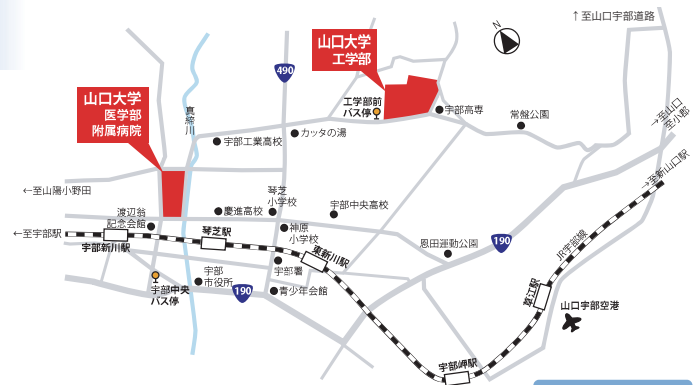 ↑至山口宇部道路
N
山口大学
工学部
490
山口大学
医学部
附属病院
真締川
工学部前
バス停
宇部高専
常盤公園
→至山口
至小郡
宇部工業高校
カッタの湯
→至新山口駅
←至山陽小野田
琴芝
小学校
宇部中央高校
慶進高校
渡辺翁
記念会館
神原
小学校
←至宇部駅
琴芝駅
宇部新川駅
東新川駅
恩田運動公園
190
JR宇部線
宇部署
宇部
市役所
宇部中央
バス停
190
青少年会館
草江駅
山口宇部空港
宇部岬駅